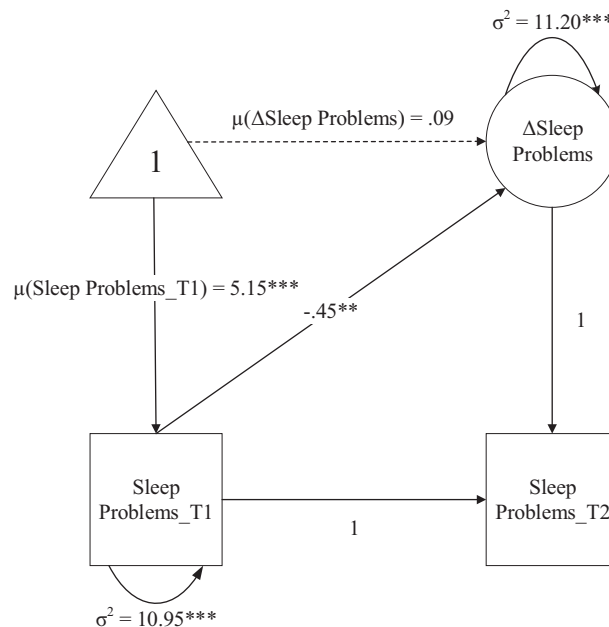 σ² = 11.20***
μ(ΔSleep Problems) = .09
ΔSleep
Problems
1
μ(Sleep Problems_T1) = 5.15***
-.45**
1
Sleep
Problems_T1
Sleep
Problems_T2
1
σ² = 10.95***